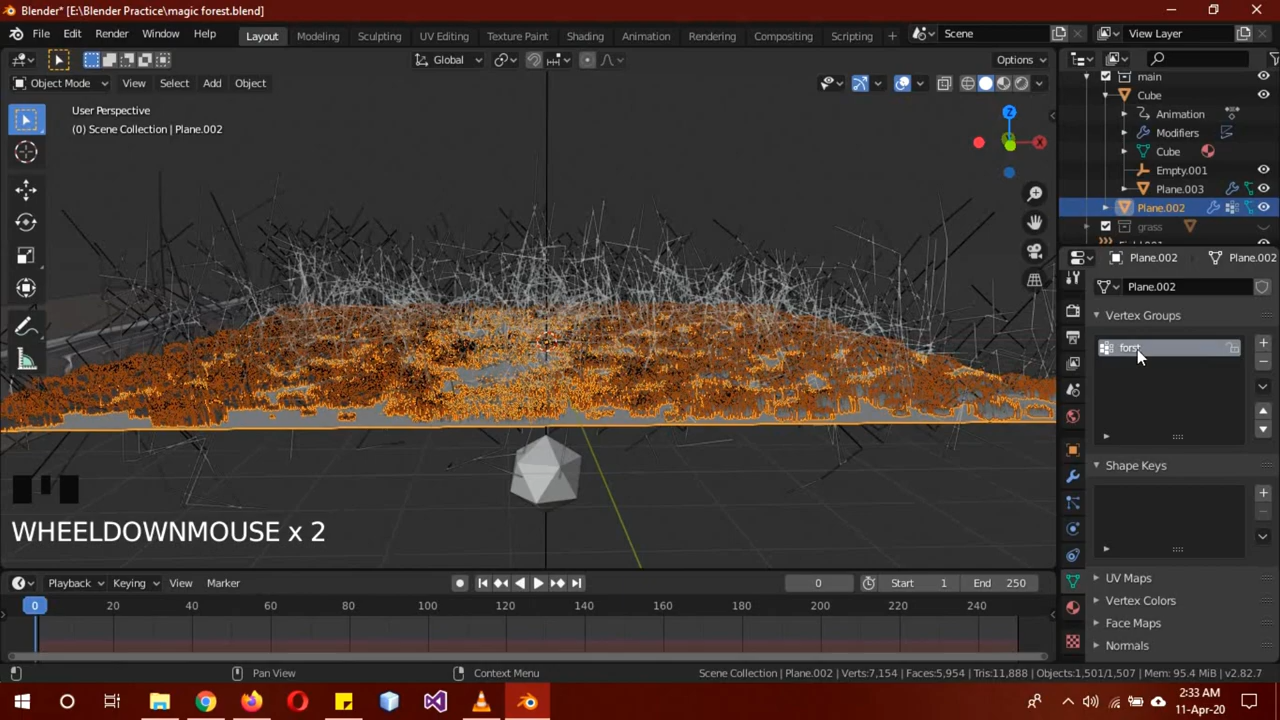 Blender* [E:\Blender Practice\magic forest.blend]
File Edit Render Window Help Layout Modeling Sculpting UV Editing Texture Paint Shading Animation Rendering Compositing Scripting + Scene View Layer
Global Options
Object Mode View Select Add Object
User Perspective
(0) Scene Collection | Plane.002
Z
X
main
Cube
Animation
Modifiers
Cube
Empty.001
Plane.003
Plane.002
grass
Plane.002 Plane.002
Plane.002
Vertex Groups
forst
Shape Keys
UV Maps
Vertex Colors
Face Maps
Normals
WHEELDOWNMOUSE x 2
Playback Keying View Marker 0 Start 1 End 250
0 20 40 60 80 100 120 140 160 180 200 220 240
Pan View Context Menu Scene Collection | Plane.002 | Verts:7,154 | Faces:5,954 | Tris:11,888 | Objects:1,501/1,507 | Mem: 95.4 MiB | v2.82.7
2:33 AM
11-Apr-20